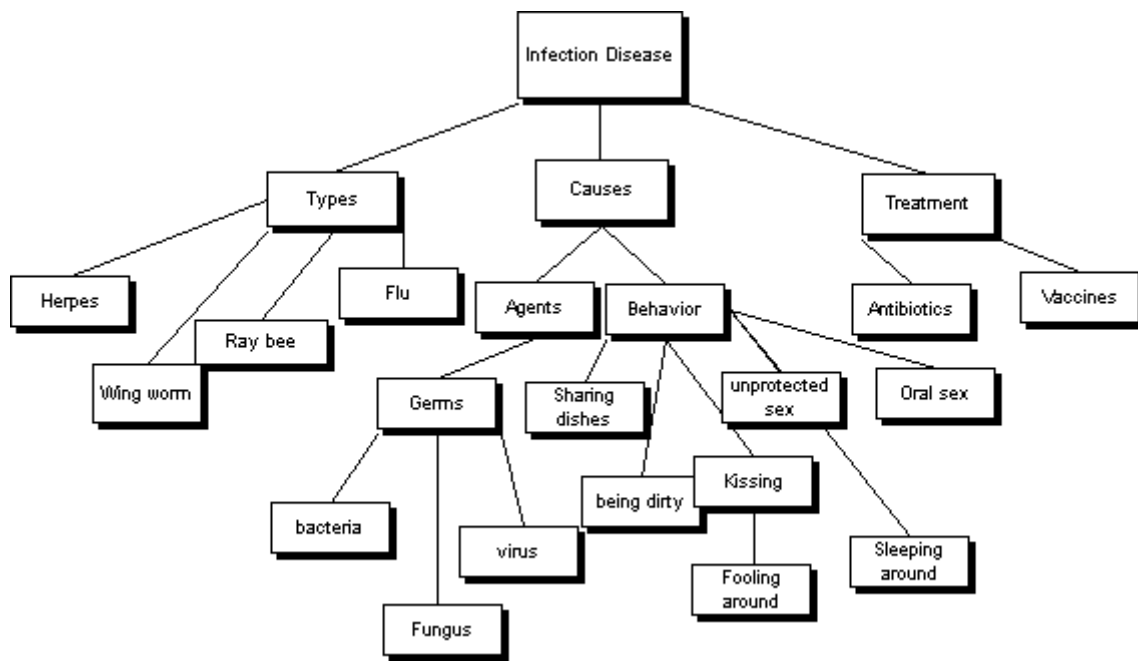 Infection Disease
Types
Causes
Treatment
Herpes
Wing worm
Ray bee
Flu
Agents
Behavior
Antibiotics
Vaccines
Germs
Sharing
dishes
being dirty
Kissing
unprotected
sex
Oral sex
bacteria
Fungus
virus
Fooling
around
Sleeping
around